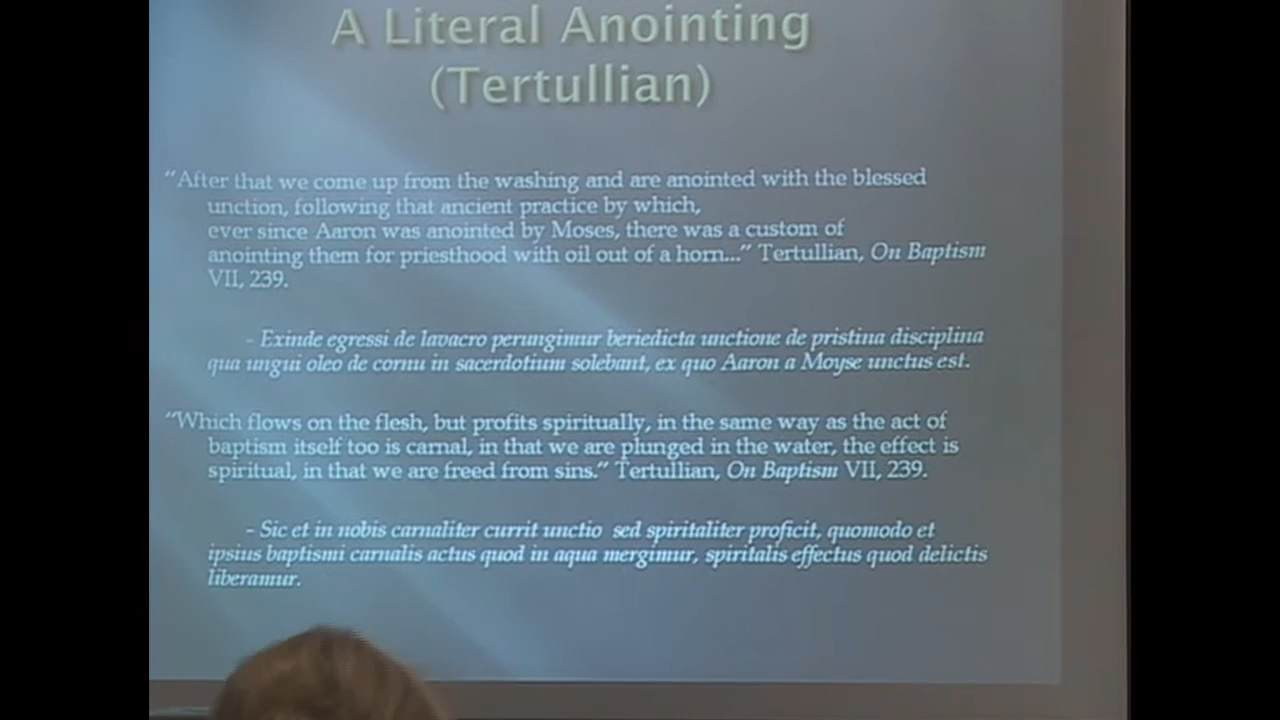 A Literal Anointing
(Tertullian)
“After that we come up from the washing and are anointed with the blessed
unction, following that ancient practice by which,
ever since Aaron was anointed by Moses, there was a custom of
anointing them for priesthood with oil out of a horn...” Tertullian, On Baptism
VII, 239.
- Exinde egressi de lavacro perungimur beriedicta unctione de pristina disciplina
qua ungui oleo de cornu in sacerdotium solebant, ex quo Aaron a Moyse unctus est.
“Which flows on the flesh, but profits spiritually, in the same way as the act of
baptism itself too is carnal, in that we are plunged in the water, the effect is
spiritual, in that we are freed from sins.” Tertullian, On Baptism VII, 239.
- Sic et in nobis carnaliter currit unctio sed spiritaliter proficit, quomodo et
ipsius baptismi carnalis actus quod in aqua mergimur, spiritalis effectus quod delictis
liberamur.